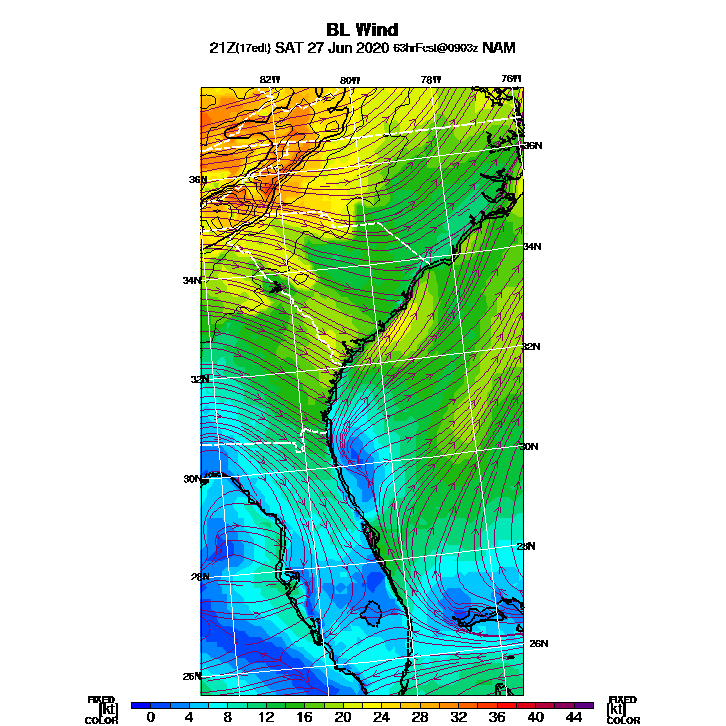 BL Wind
21Z(17edt) SAT 27 Jun 2020 63hrFcst@0903z NAM
82W 80W 78W 76W
36N
36N
34N
34N
32N
32N
30N
30N
28N
28N
26N
26N
FIXED FIXED
[kt] 0 4 8 12 16 20 24 28 32 36 40 44 [kt]
COLOR COLOR